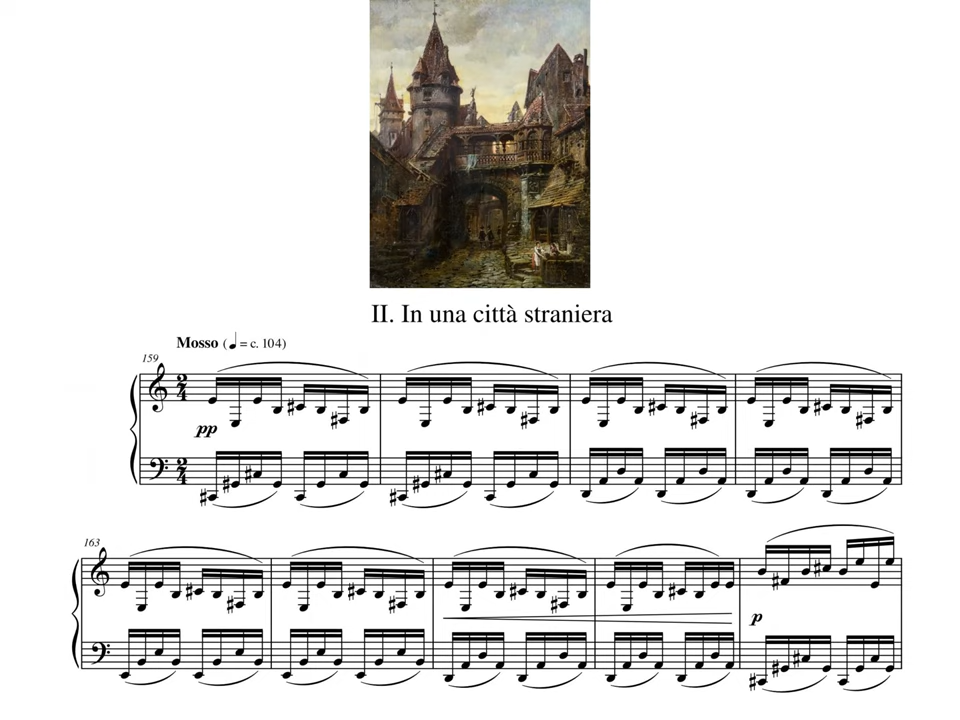 II. In una città straniera
Mosso (♩ = c. 104)
159
pp
163
p